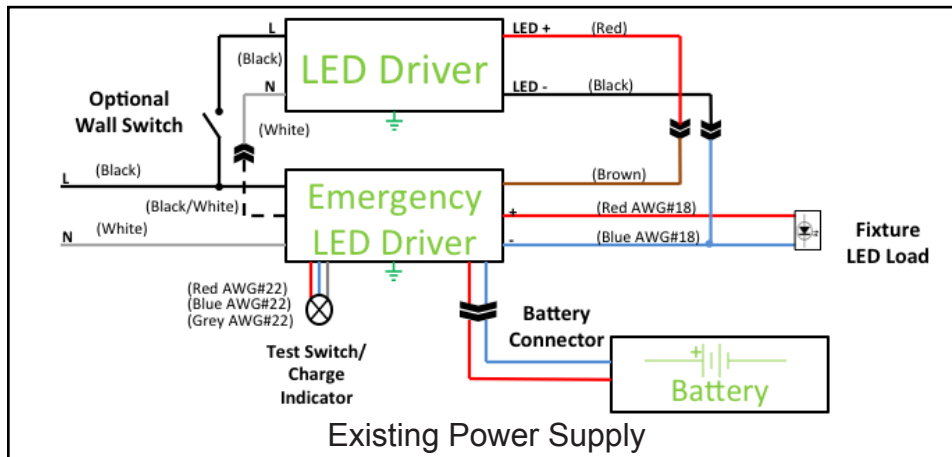 L
(Black)
LED Driver
LED +
(Red)
N
(White)
LED -
(Black)
Optional
Wall Switch
L
(Black)
(Black/White)
N
(White)
Emergency
LED Driver
(Brown)
+
(Red AWG#18)
-
(Blue AWG#18)
Fixture
LED Load
(Red AWG#22)
(Blue AWG#22)
(Grey AWG#22)
Test Switch/
Charge
Indicator
Battery
Connector
+
Battery
Existing Power Supply